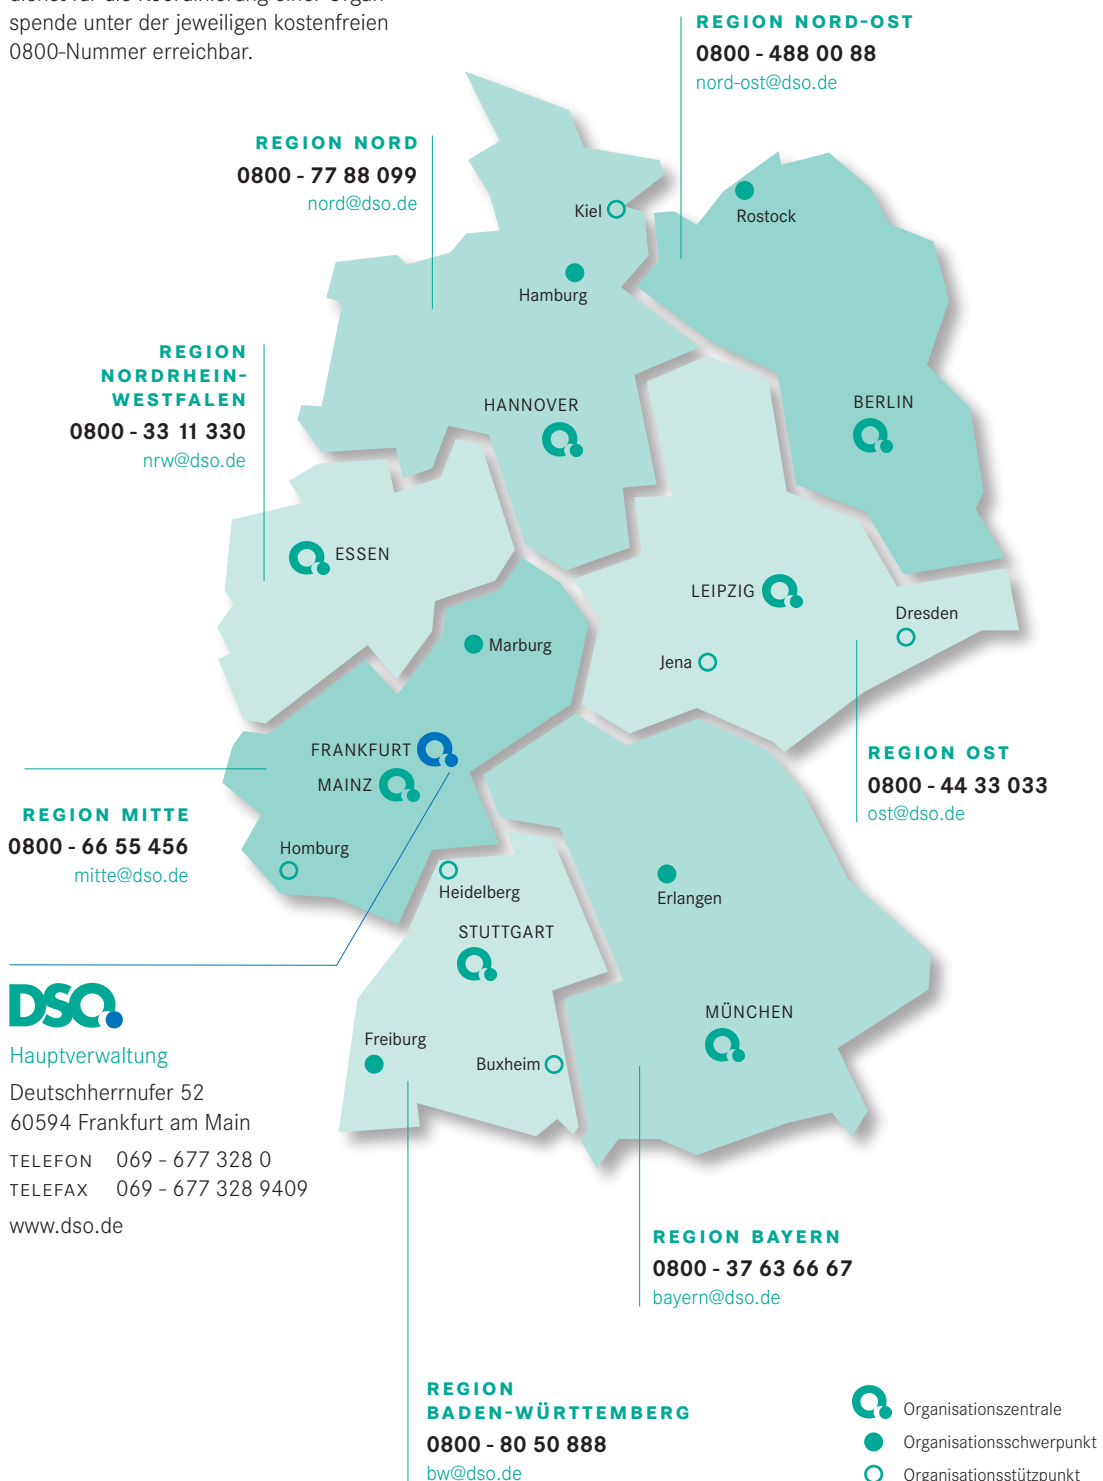 dienst für die Koordinierung einer Organ-
spende unter der jeweiligen kostenfreien
0800-Nummer erreichbar.
REGION NORD-OST
0800 - 488 00 88
nord-ost@dso.de
REGION NORD
0800 - 77 88 099
nord@dso.de
Kiel
Rostock
Hamburg
REGION
NORDRHEIN-
WESTFALEN
0800 - 33 11 330
nrw@dso.de
HANNOVER
BERLIN
ESSEN
LEIPZIG
Dresden
Marburg
Jena
FRANKFURT
MAINZ
REGION OST
0800 - 44 33 033
ost@dso.de
REGION MITTE
0800 - 66 55 456
mitte@dso.de
Homburg
Heidelberg
Erlangen
STUTTGART
DSO
Hauptverwaltung
Deutschherrnufer 52
60594 Frankfurt am Main
TELEFON 069 - 677 328 0
TELEFAX 069 - 677 328 9409
www.dso.de
MÜNCHEN
Freiburg
Buxheim
REGION BAYERN
0800 - 37 63 66 67
bayern@dso.de
REGION
BADEN-WÜRTTEMBERG
0800 - 80 50 888
bw@dso.de
Organisationszentrale
Organisationsschwerpunkt
Organisationsstützpunkt